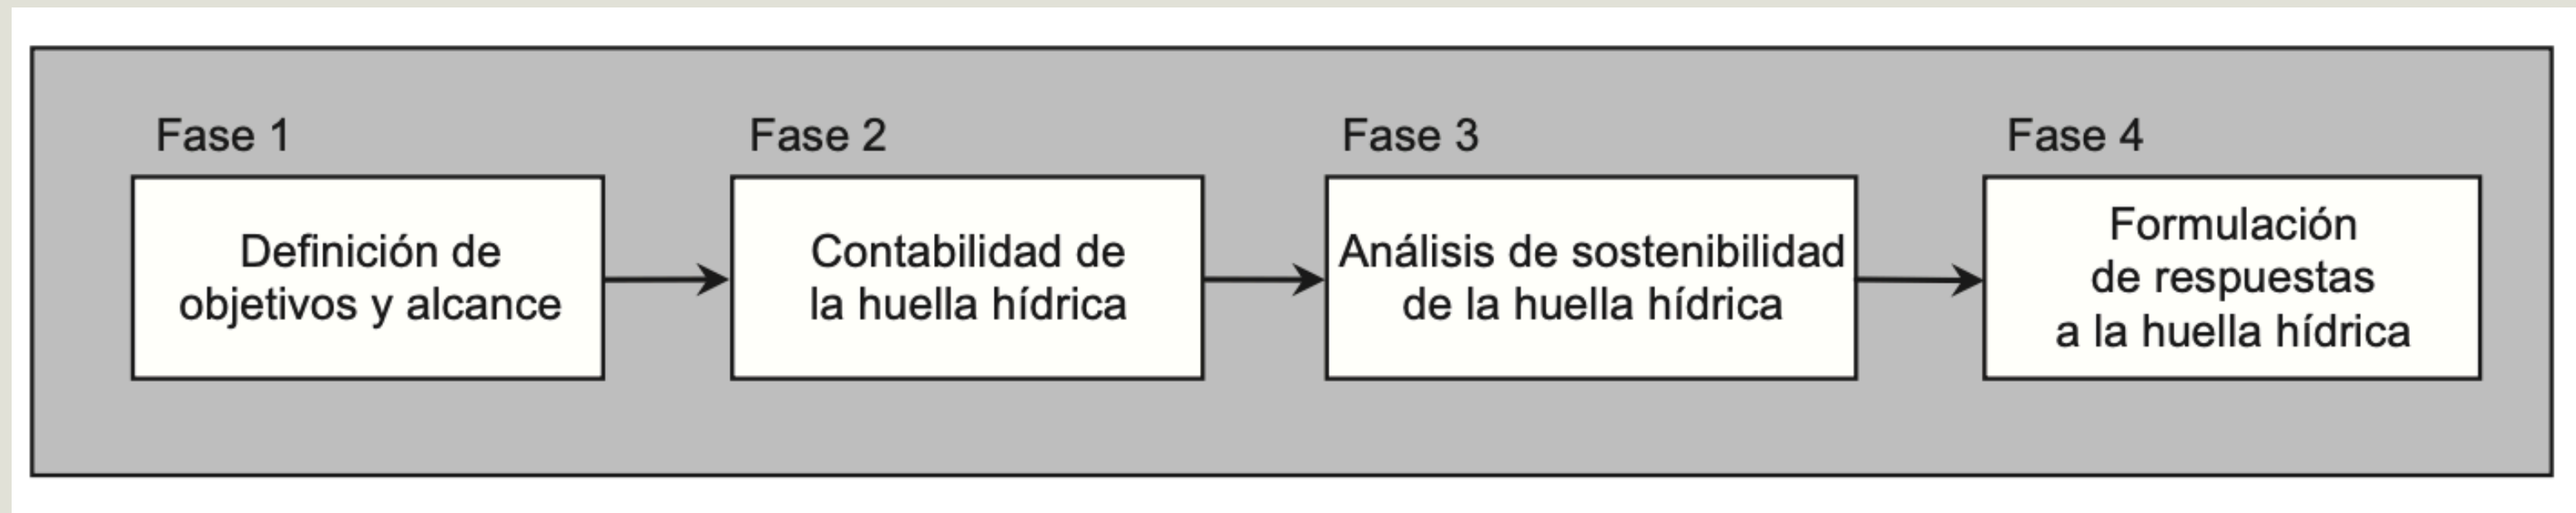 Fase 1
Definición de
objetivos y alcance
Fase 2
Contabilidad de
la huella hídrica
Fase 3
Análisis de sostenibilidad
de la huella hídrica
Fase 4
Formulación
de respuestas
a la huella hídrica